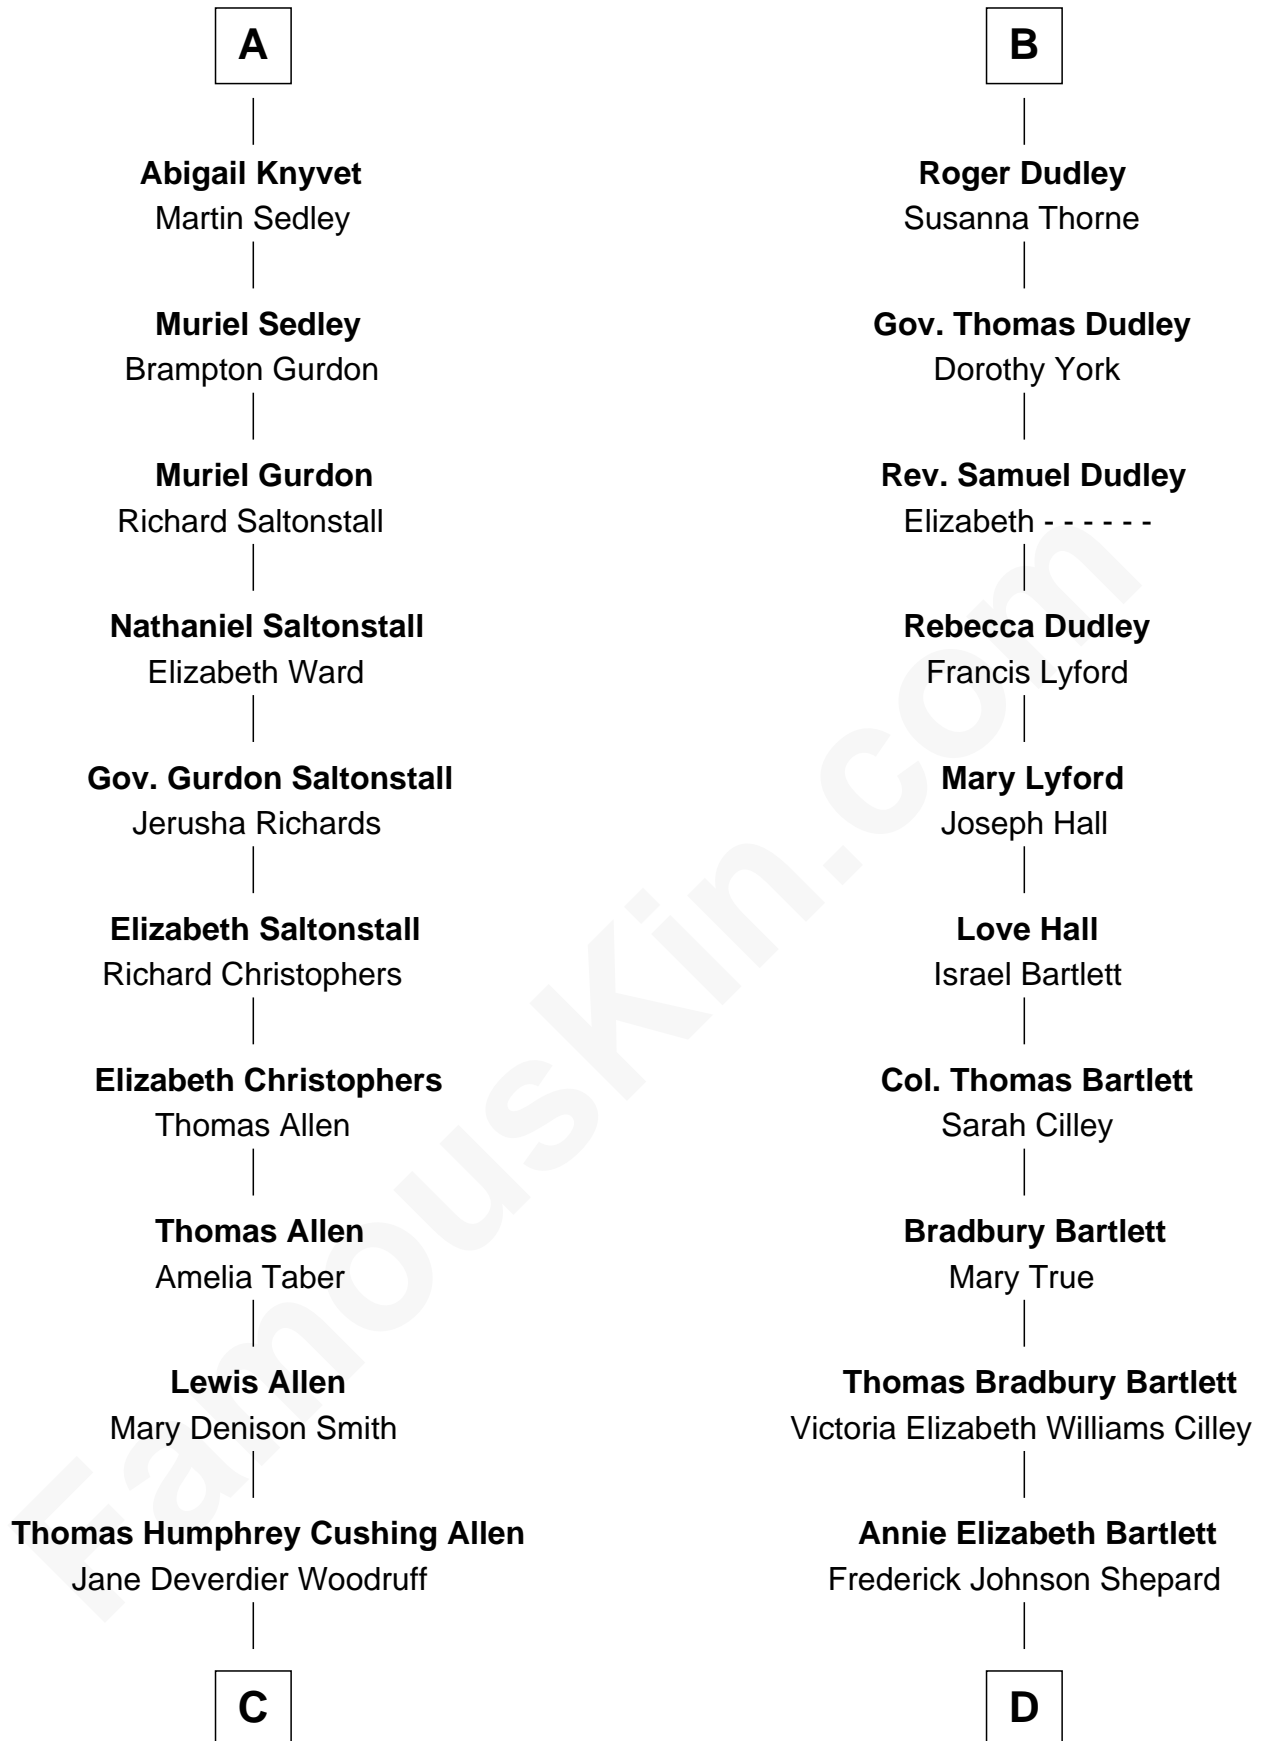 A
Abigail Knyvet
Martin Sedley
Muriel Sedley
Brampton Gurdon
Muriel Gurdon
Richard Saltonstall
Nathaniel Saltonstall
Elizabeth Ward
Gov. Gurdon Saltonstall
Jerusha Richards
Elizabeth Saltonstall
Richard Christophers
Elizabeth Christophers
Thomas Allen
Thomas Allen
Amelia Taber
Lewis Allen
Mary Denison Smith
Thomas Humphrey Cushing Allen
Jane Deverdier Woodruff
C
B
Roger Dudley
Susanna Thorne
Gov. Thomas Dudley
Dorothy York
Rev. Samuel Dudley
Elizabeth - - - - - -
Rebecca Dudley
Francis Lyford
Mary Lyford
Joseph Hall
Love Hall
Israel Bartlett
Col. Thomas Bartlett
Sarah Cilley
Bradbury Bartlett
Mary True
Thomas Bradbury Bartlett
Victoria Elizabeth Williams Cilley
Annie Elizabeth Bartlett
Frederick Johnson Shepard
D
FamousKin.com